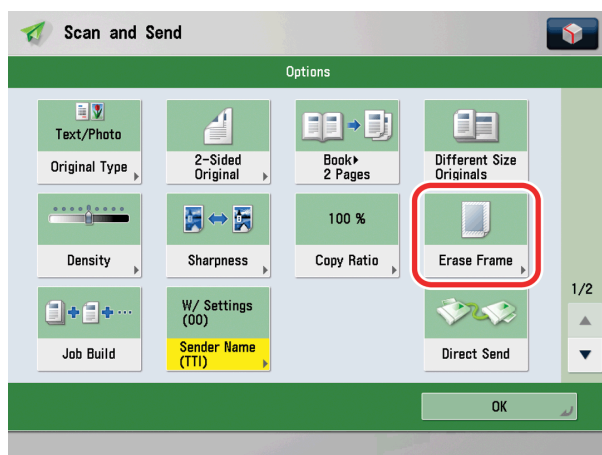 Scan and Send
Options
Text/Photo
Original Type
2-Sided
Original
Book▶
2 Pages
Different Size
Originals
Density
Sharpness
100 %
Copy Ratio
Erase Frame
1/2
Job Build
W/ Settings
(00)
Sender Name
(TTI)
Direct Send
OK